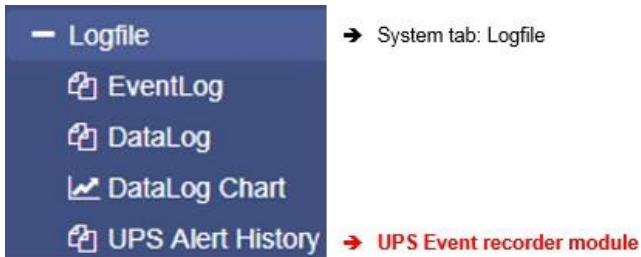 Logfile → System tab: Logfile
EventLog
DataLog
DataLog Chart
UPS Alert History → UPS Event recorder module